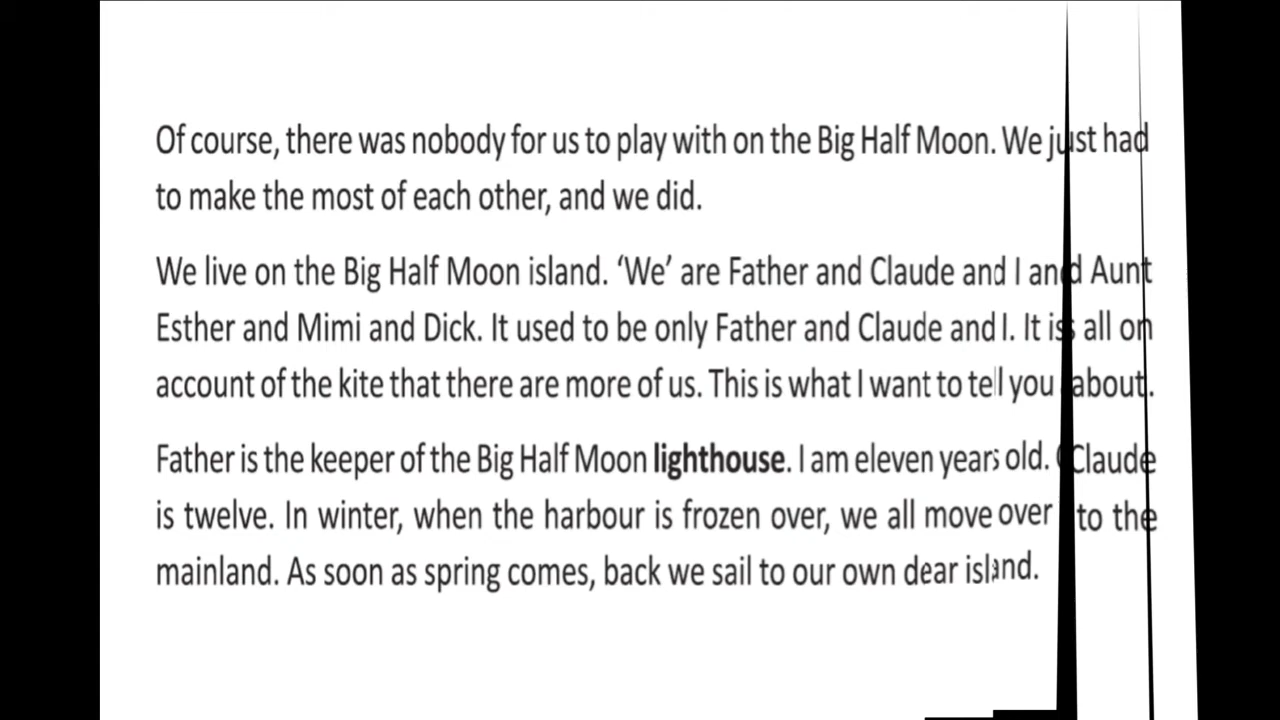 Of course, there was nobody for us to play with on the Big Half Moon. We just had
to make the most of each other, and we did.
We live on the Big Half Moon island. ‘We’ are Father and Claude and I and Aunt
Esther and Mimi and Dick. It used to be only Father and Claude and I. It is all on
account of the kite that there are more of us. This is what I want to tell you about.
Father is the keeper of the Big Half Moon lighthouse. I am eleven years old. Claude
is twelve. In winter, when the harbour is frozen over, we all move over to the
mainland. As soon as spring comes, back we sail to our own dear island.